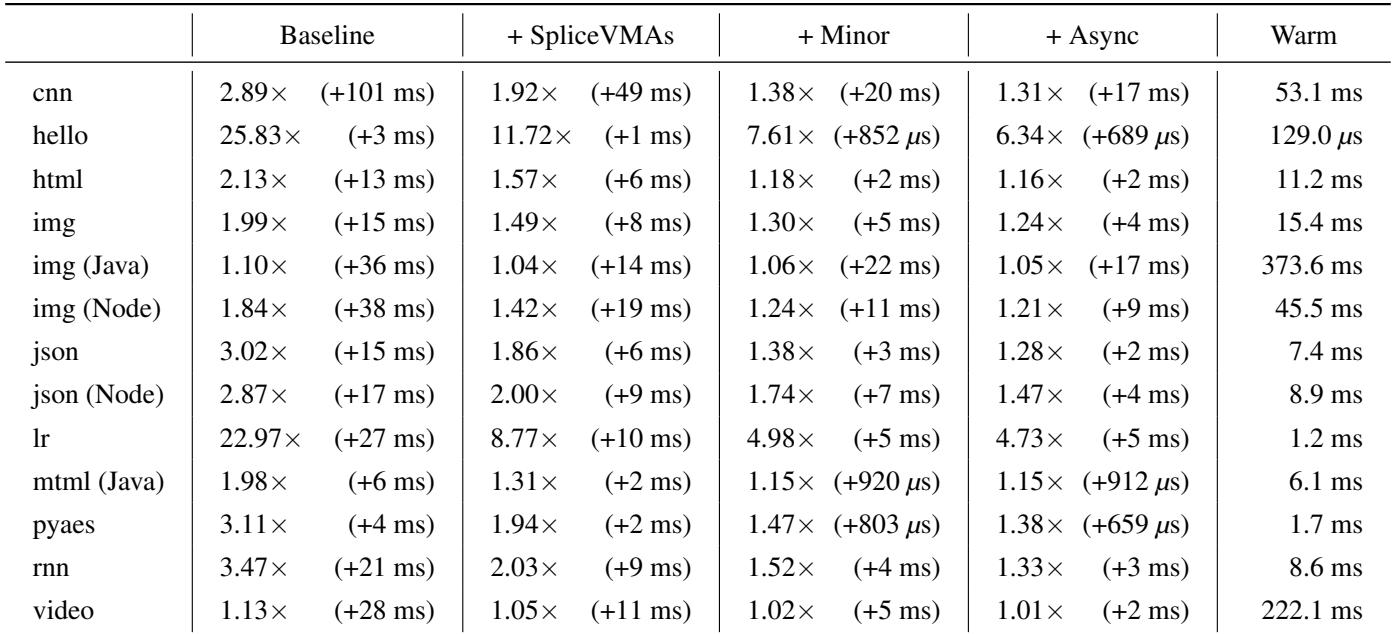 Baseline + SpliceVMAs + Minor + Async Warm
cnn 2.89× (+101 ms) 1.92× (+49 ms) 1.38× (+20 ms) 1.31× (+17 ms) 53.1 ms
hello 25.83× (+3 ms) 11.72× (+1 ms) 7.61× (+852 µs) 6.34× (+689 µs) 129.0 µs
html 2.13× (+13 ms) 1.57× (+6 ms) 1.18× (+2 ms) 1.16× (+2 ms) 11.2 ms
img 1.99× (+15 ms) 1.49× (+8 ms) 1.30× (+5 ms) 1.24× (+4 ms) 15.4 ms
img (Java) 1.10× (+36 ms) 1.04× (+14 ms) 1.06× (+22 ms) 1.05× (+17 ms) 373.6 ms
img (Node) 1.84× (+38 ms) 1.42× (+19 ms) 1.24× (+11 ms) 1.21× (+9 ms) 45.5 ms
json 3.02× (+15 ms) 1.86× (+6 ms) 1.38× (+3 ms) 1.28× (+2 ms) 7.4 ms
json (Node) 2.87× (+17 ms) 2.00× (+9 ms) 1.74× (+7 ms) 1.47× (+4 ms) 8.9 ms
lr 22.97× (+27 ms) 8.77× (+10 ms) 4.98× (+5 ms) 4.73× (+5 ms) 1.2 ms
mtml (Java) 1.98× (+6 ms) 1.31× (+2 ms) 1.15× (+920 µs) 1.15× (+912 µs) 6.1 ms
pyaes 3.11× (+4 ms) 1.94× (+2 ms) 1.47× (+803 µs) 1.38× (+659 µs) 1.7 ms
rnn 3.47× (+21 ms) 2.03× (+9 ms) 1.52× (+4 ms) 1.33× (+3 ms) 8.6 ms
video 1.13× (+28 ms) 1.05× (+11 ms) 1.02× (+5 ms) 1.01× (+2 ms) 222.1 ms